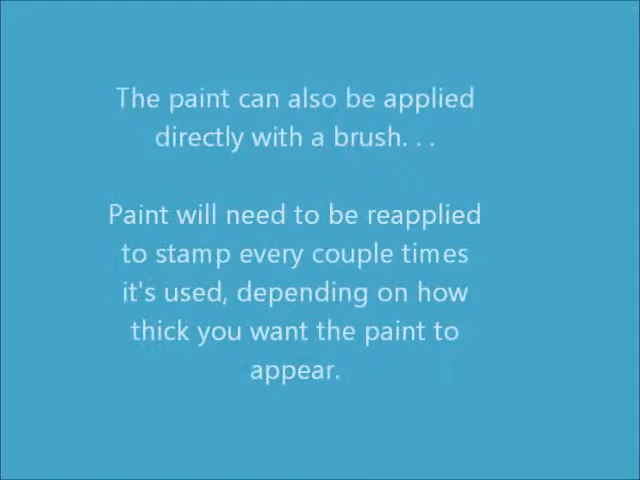 The paint can also be applied
directly with a brush. . .
Paint will need to be reapplied
to stamp every couple times
it's used, depending on how
thick you want the paint to
appear.